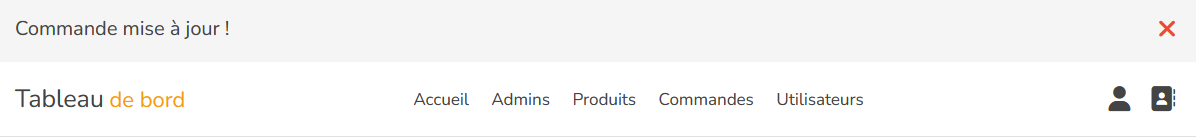 Commande mise à jour !
Tableau de bord Accueil Admins Produits Commandes Utilisateurs